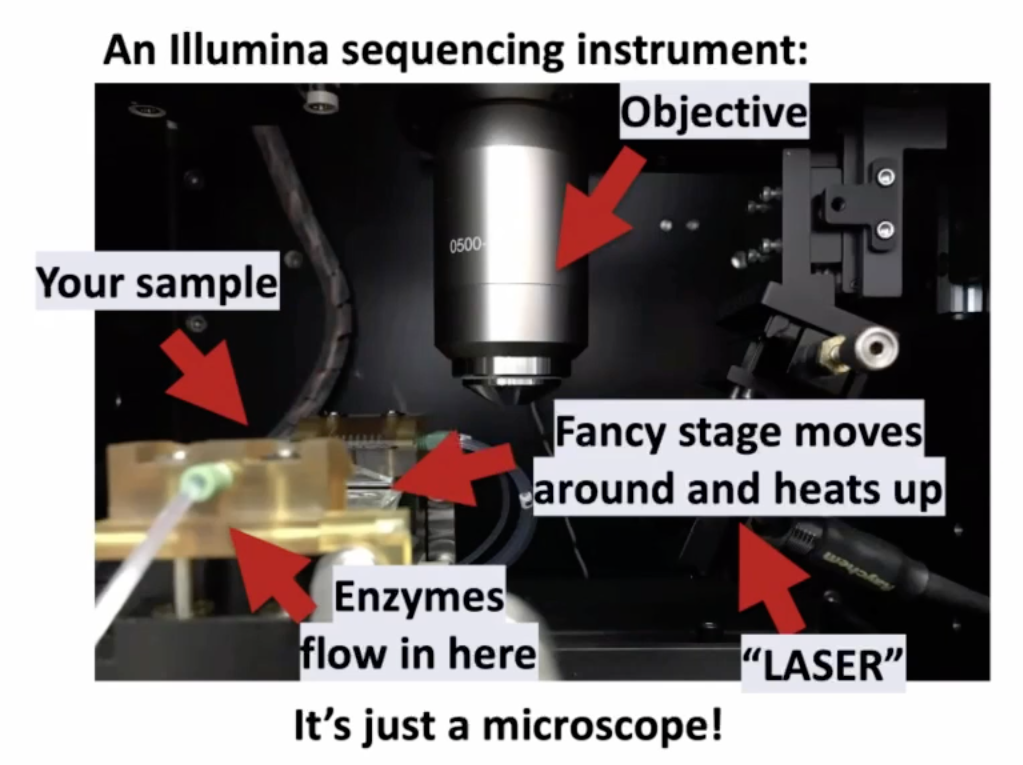 An Illumina sequencing instrument:
Objective
0500-
Your sample
Fancy stage moves
around and heats up
Raychem
Enzymes
flow in here
“LASER”
It’s just a microscope!